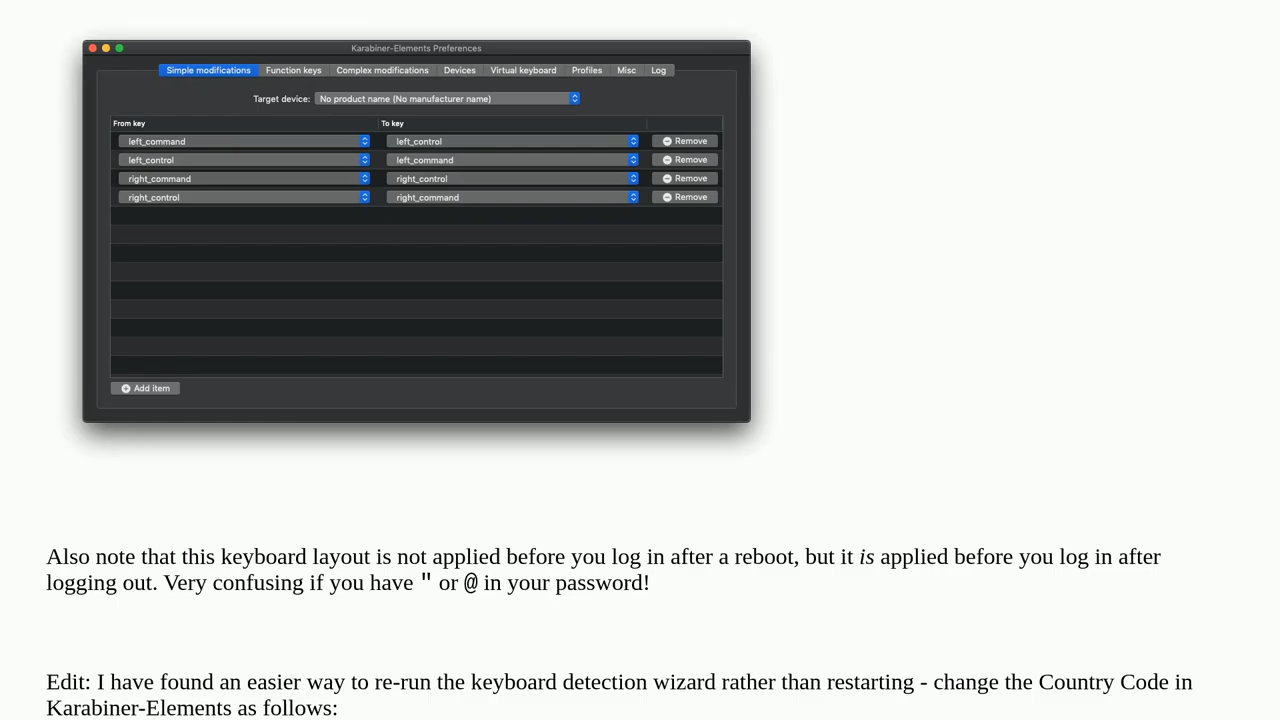 Karabiner-Elements Preferences
Simple modifications Function keys Complex modifications Devices Virtual keyboard Profiles Misc Log
Target device: No product name (No manufacturer name)
From key To key
left_command left_control Remove
left_control left_command Remove
right_command right_control Remove
right_control right_command Remove
Add item
Also note that this keyboard layout is not applied before you log in after a reboot, but it is applied before you log in after
logging out. Very confusing if you have " or @ in your password!
Edit: I have found an easier way to re-run the keyboard detection wizard rather than restarting - change the Country Code in
Karabiner-Elements as follows: